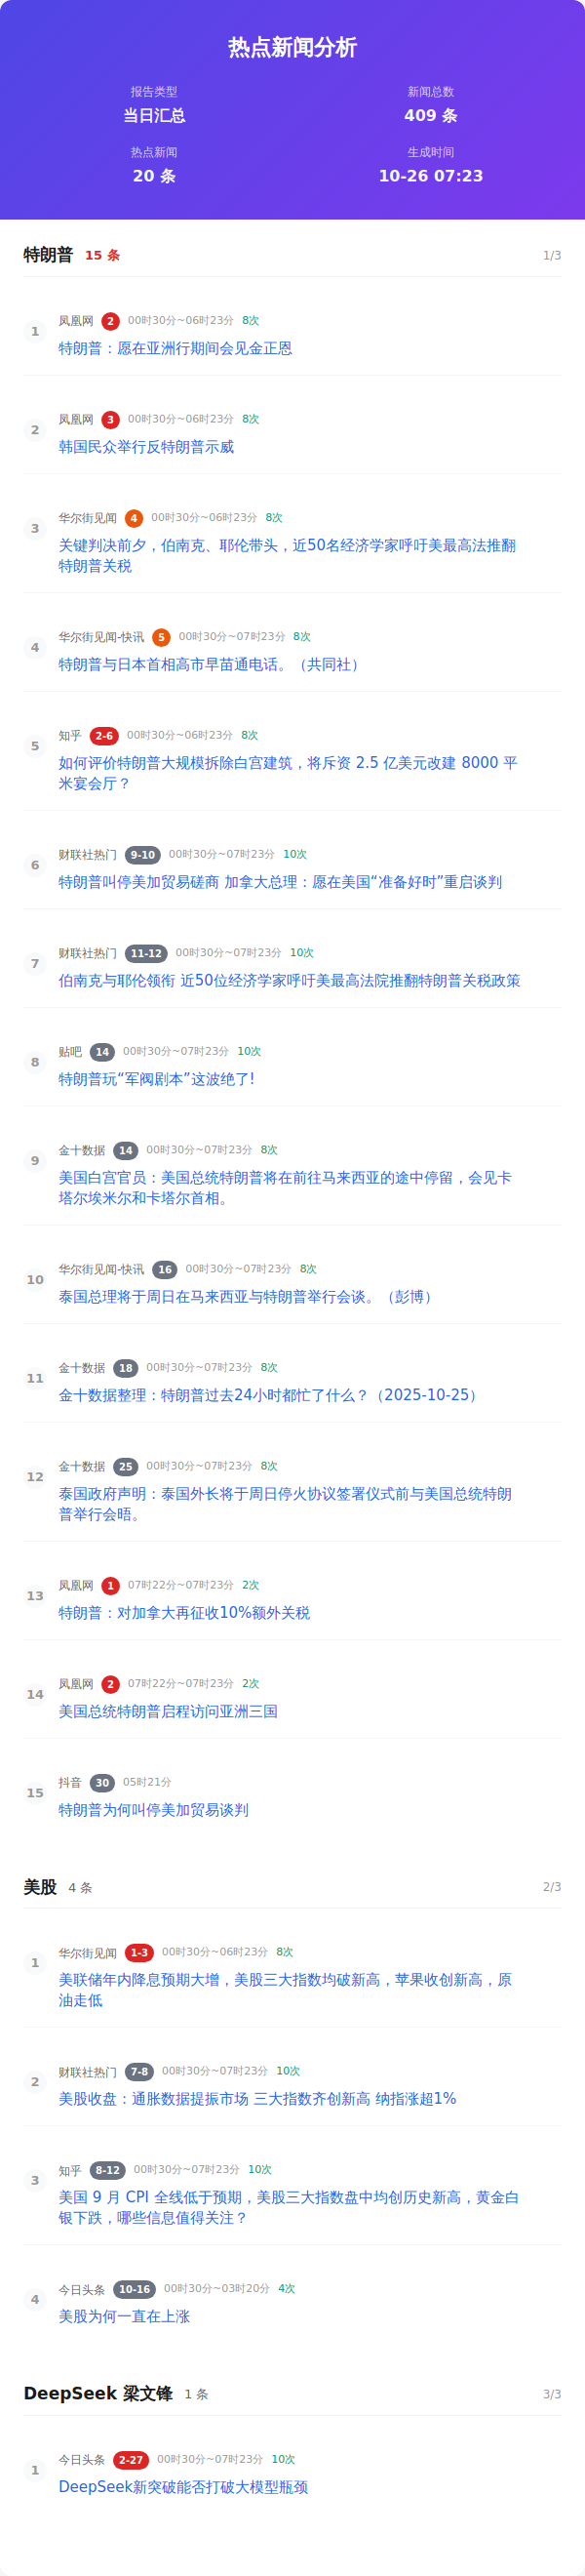 热点新闻分析
报告类型
当日汇总
新闻总数
409 条
热点新闻
20 条
生成时间
10-26 07:23
特朗普 15 条 1/3
1
凤凰网 2 00时30分~06时23分 8次
特朗普：愿在亚洲行期间会见金正恩
2
凤凰网 3 00时30分~06时23分 8次
韩国民众举行反特朗普示威
3
华尔街见闻 4 00时30分~06时23分 8次
关键判决前夕，伯南克、耶伦带头，近50名经济学家呼吁美最高法推翻
特朗普关税
4
华尔街见闻-快讯 5 00时30分~07时23分 8次
特朗普与日本首相高市早苗通电话。（共同社）
5
知乎 2-6 00时30分~06时23分 8次
如何评价特朗普大规模拆除白宫建筑，将斥资 2.5 亿美元改建 8000 平
米宴会厅？
6
财联社热门 9-10 00时30分~07时23分 10次
特朗普叫停美加贸易磋商 加拿大总理：愿在美国“准备好时”重启谈判
7
财联社热门 11-12 00时30分~07时23分 10次
伯南克与耶伦领衔 近50位经济学家呼吁美最高法院推翻特朗普关税政策
8
贴吧 14 00时30分~07时23分 10次
特朗普玩“军阀剧本”这波绝了!
9
金十数据 14 00时30分~07时23分 8次
美国白宫官员：美国总统特朗普将在前往马来西亚的途中停留，会见卡
塔尔埃米尔和卡塔尔首相。
10
华尔街见闻-快讯 16 00时30分~07时23分 8次
泰国总理将于周日在马来西亚与特朗普举行会谈。（彭博）
11
金十数据 18 00时30分~07时23分 8次
金十数据整理：特朗普过去24小时都忙了什么？（2025-10-25）
12
金十数据 25 00时30分~07时23分 8次
泰国政府声明：泰国外长将于周日停火协议签署仪式前与美国总统特朗
普举行会晤。
13
凤凰网 1 07时22分~07时23分 2次
特朗普：对加拿大再征收10%额外关税
14
凤凰网 2 07时22分~07时23分 2次
美国总统特朗普启程访问亚洲三国
15
抖音 30 05时21分
特朗普为何叫停美加贸易谈判
美股 4 条 2/3
1
华尔街见闻 1-3 00时30分~06时23分 8次
美联储年内降息预期大增，美股三大指数均破新高，苹果收创新高，原
油走低
2
财联社热门 7-8 00时30分~07时23分 10次
美股收盘：通胀数据提振市场 三大指数齐创新高 纳指涨超1%
3
知乎 8-12 00时30分~07时23分 10次
美国 9 月 CPI 全线低于预期，美股三大指数盘中均创历史新高，黄金白
银下跌，哪些信息值得关注？
4
今日头条 10-16 00时30分~03时20分 4次
美股为何一直在上涨
DeepSeek 梁文锋 1 条 3/3
1
今日头条 2-27 00时30分~07时23分 10次
DeepSeek新突破能否打破大模型瓶颈